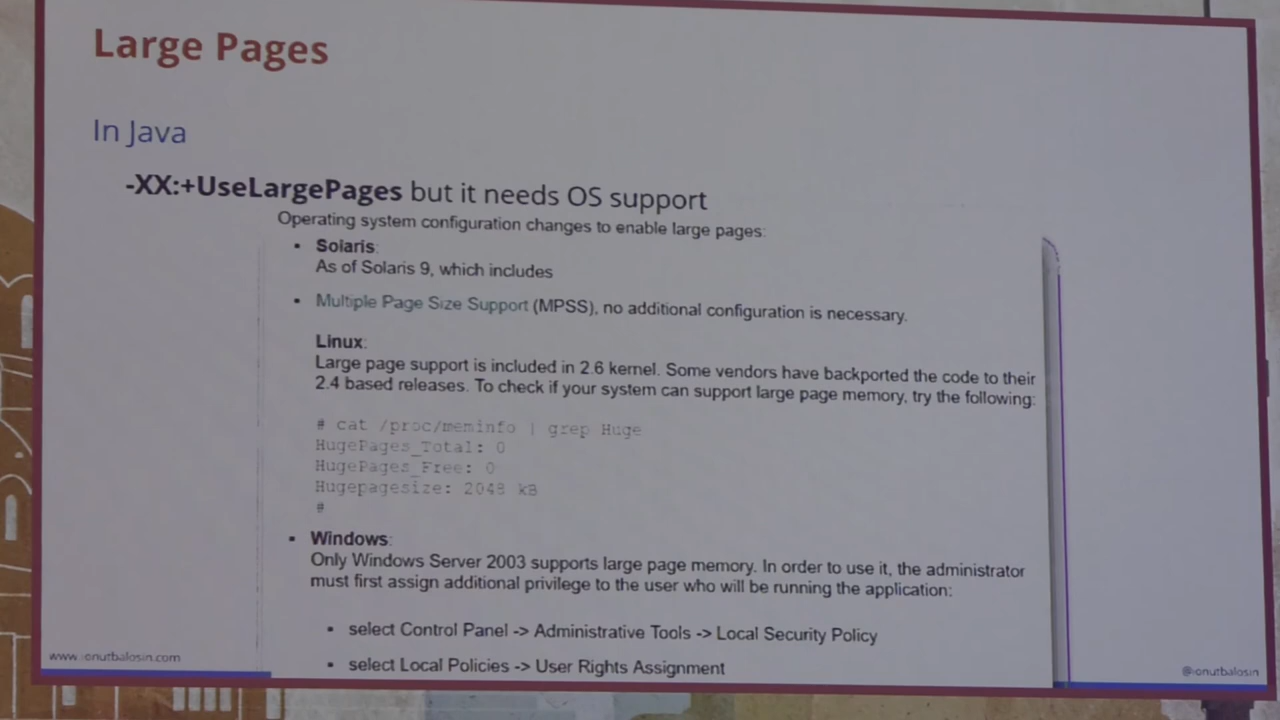 Large Pages
In Java
-XX:+UseLargePages but it needs OS support
Operating system configuration changes to enable large pages:
▪ Solaris:
As of Solaris 9, which includes
▪ Multiple Page Size Support (MPSS), no additional configuration is necessary.
Linux:
Large page support is included in 2.6 kernel. Some vendors have backported the code to their
2.4 based releases. To check if your system can support large page memory, try the following:
# cat /proc/meminfo | grep Huge
HugePages_Total: 0
HugePages_Free: 0
Hugepagesize: 2048 kB
#
▪ Windows:
Only Windows Server 2003 supports large page memory. In order to use it, the administrator
must first assign additional privilege to the user who will be running the application:
▪ select Control Panel -> Administrative Tools -> Local Security Policy
▪ select Local Policies -> User Rights Assignment
www.ionutbalosin.com
@ionutbalosin